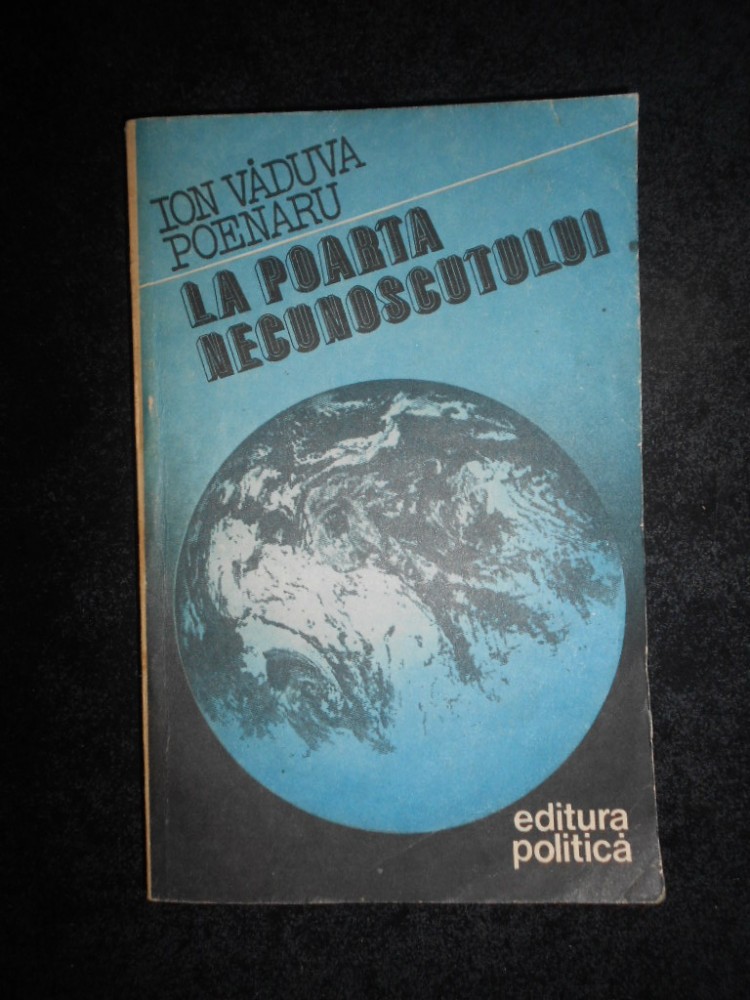 ION VĂDUVA
POENARU
LA POARTA
NECUNOSCUTULUI
editura
politică